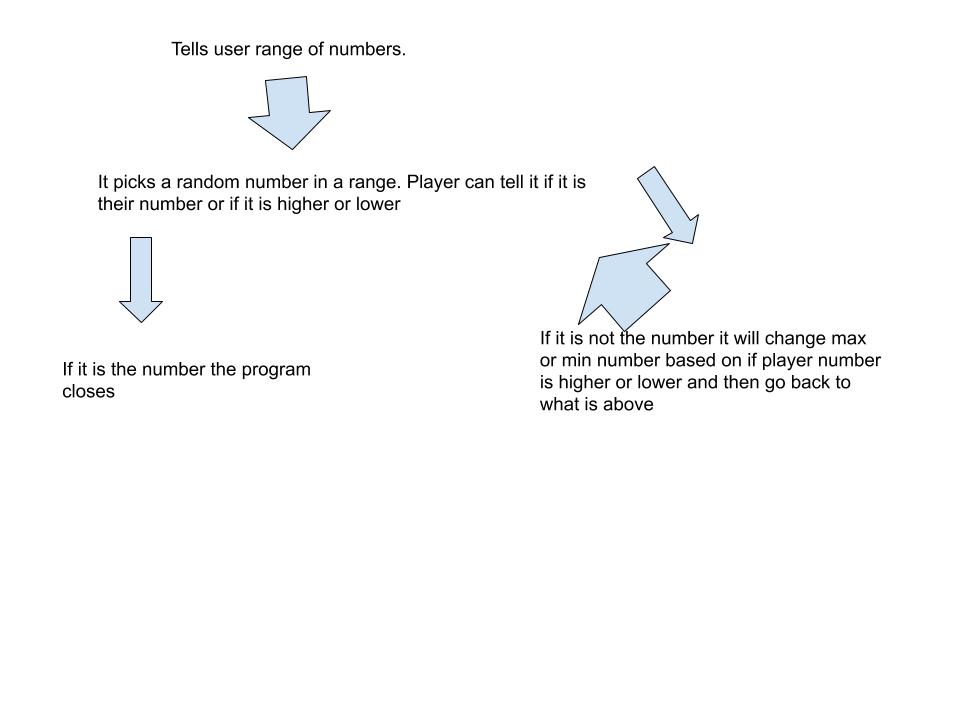 Tells user range of numbers.
It picks a random number in a range. Player can tell it if it is
their number or if it is higher or lower
If it is the number the program
closes
If it is not the number it will change max
or min number based on if player number
is higher or lower and then go back to
what is above